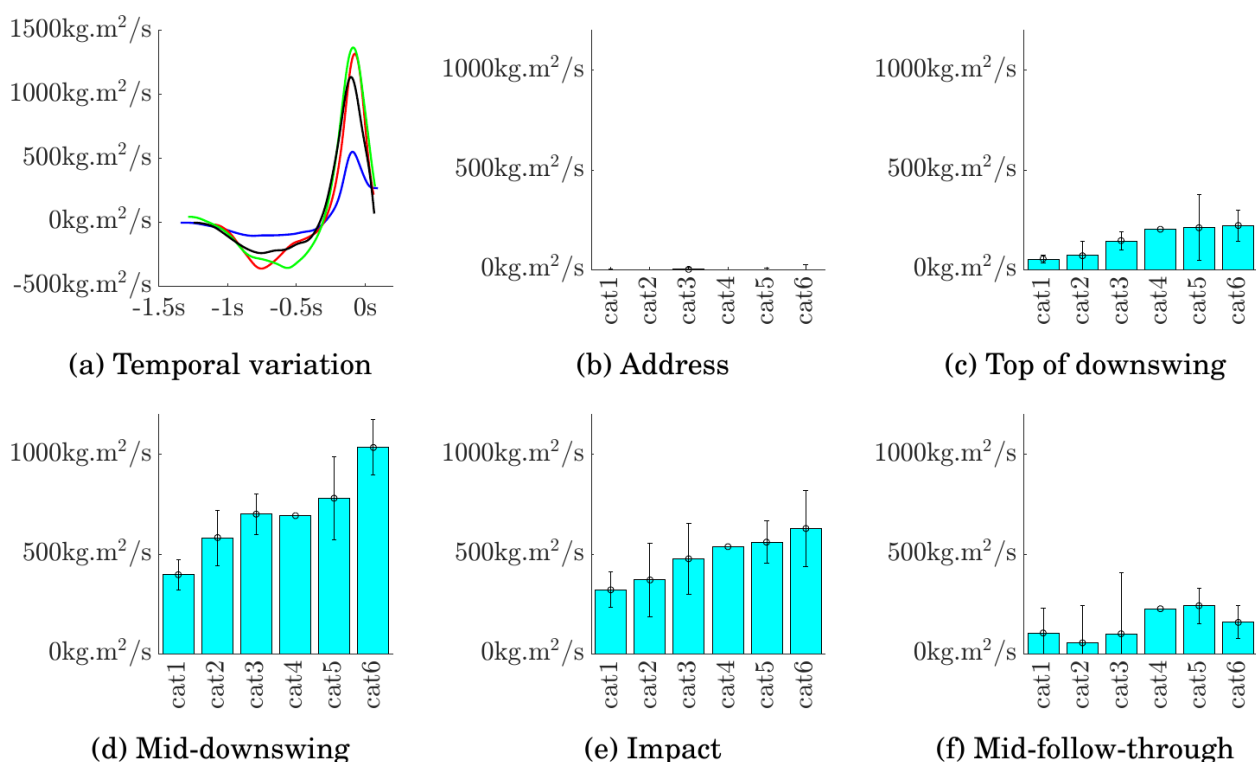 1500kg.m²/s
1000kg.m²/s
500kg.m²/s
0kg.m²/s
-500kg.m²/s
-1.5s -1s -0.5s 0s
(a) Temporal variation
1000kg.m²/s
500kg.m²/s
0kg.m²/s
cat1 cat2 cat3 cat4 cat5 cat6
(b) Address
1000kg.m²/s
500kg.m²/s
0kg.m²/s
cat1 cat2 cat3 cat4 cat5 cat6
(c) Top of downswing
1000kg.m²/s
500kg.m²/s
0kg.m²/s
cat1 cat2 cat3 cat4 cat5 cat6
(d) Mid-downswing
1000kg.m²/s
500kg.m²/s
0kg.m²/s
cat1 cat2 cat3 cat4 cat5 cat6
(e) Impact
1000kg.m²/s
500kg.m²/s
0kg.m²/s
cat1 cat2 cat3 cat4 cat5 cat6
(f) Mid-follow-through